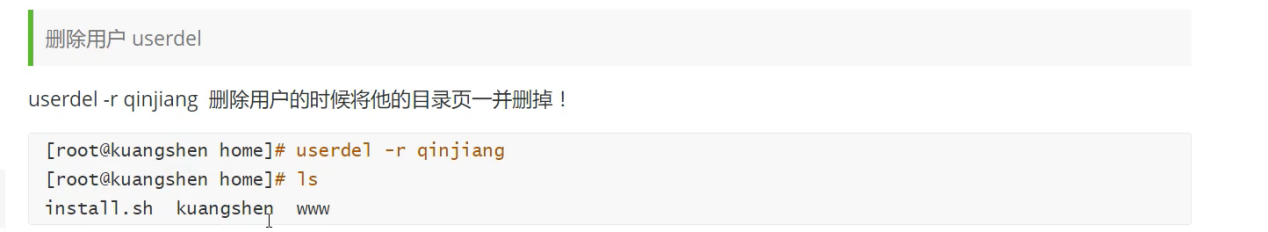 删除用户 userdel
userdel -r qinjiang 删除用户的时候将他的目录页一并删掉！
[root@kuangshen home]# userdel -r qinjiang
[root@kuangshen home]# ls
install.sh  kuangshen  www